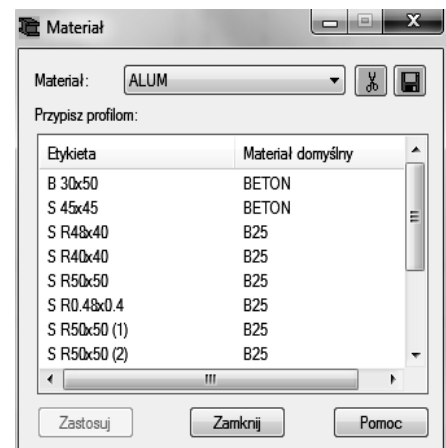 Materiał
Materiał: ALUM
Przypisz profilom:
Etykieta Materiał domyślny
B 30x50 BETON
S 45x45 BETON
S R48x40 B25
S R40x40 B25
S R50x50 B25
S R0.48x0.4 B25
S R50x50 (1) B25
S R50x50 (2) B25
Zastosuj Zamknij Pomoc